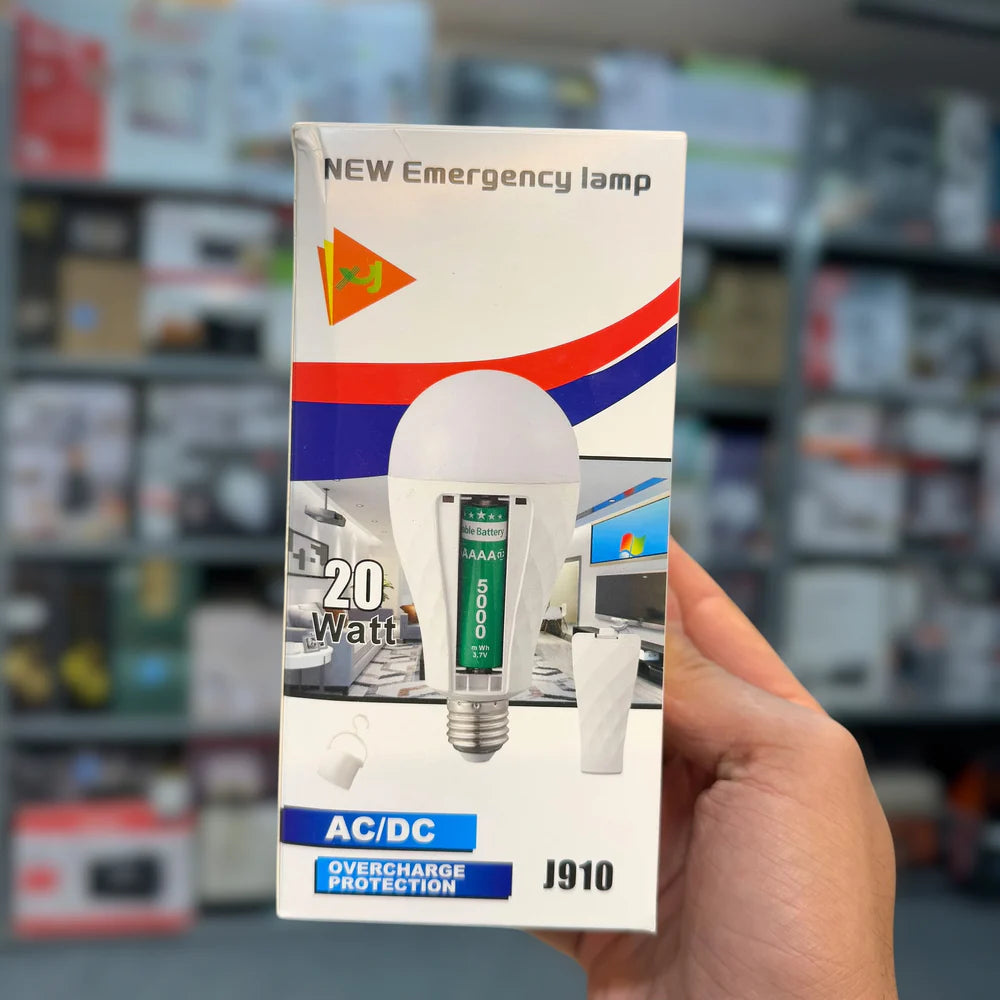 NEW Emergency lamp
XJ
ble Battery
AAAA
5000
mWh
3,7V
20
Watt
AC/DC
OVERCHARGE
PROTECTION
J910